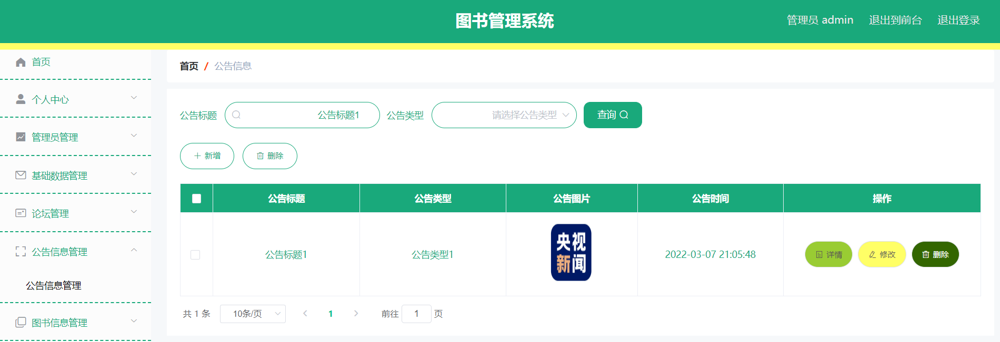 图书管理系统
管理员 admin 退出到前台 退出登录
首页
个人中心
管理员管理
基础数据管理
论坛管理
公告信息管理
公告信息管理
图书信息管理
首页 / 公告信息
公告标题 公告标题1 公告类型 请选择公告类型 查询
新增 删除
公告标题 公告类型 公告图片 公告时间 操作
公告标题1 公告类型1 央视新闻 2022-03-07 21:05:48 详情 修改 删除
共 1 条 10条/页 1 前往 1 页